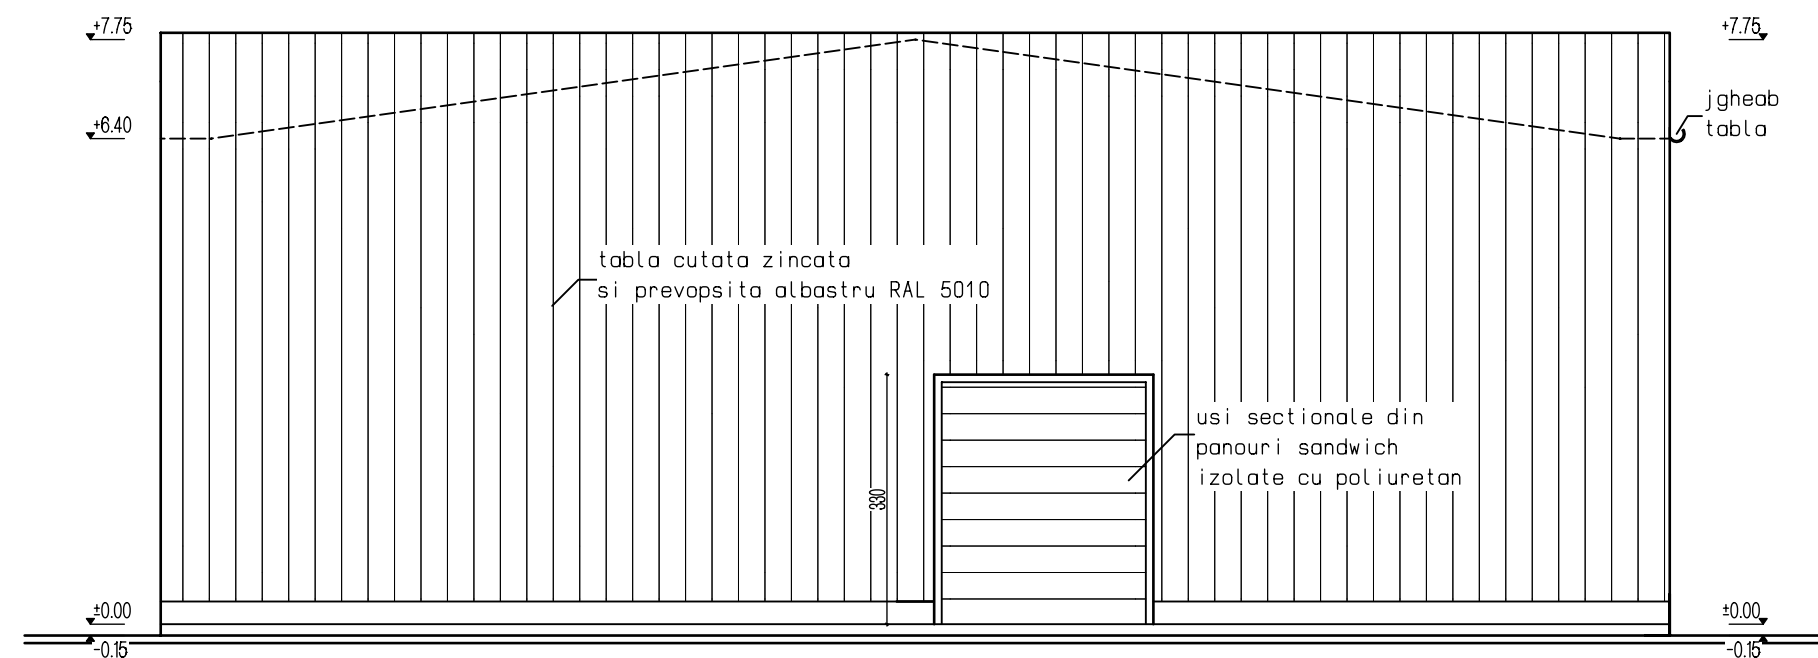 +7.75
+7.75
jgheab
tabla
+6.40
tabla cutata zincata
si prevopsita albastru RAL 5010
usi sectionale din
panouri sandwich
izolate cu poliuretan
330
±0.00
±0.00
-0.15
-0.15